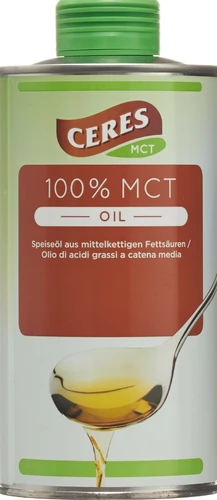 CERES
MCT
100% MCT
OIL
Speiseöl aus mittelkettigen Fettsäuren /
Olio di acidi grassi a catena media